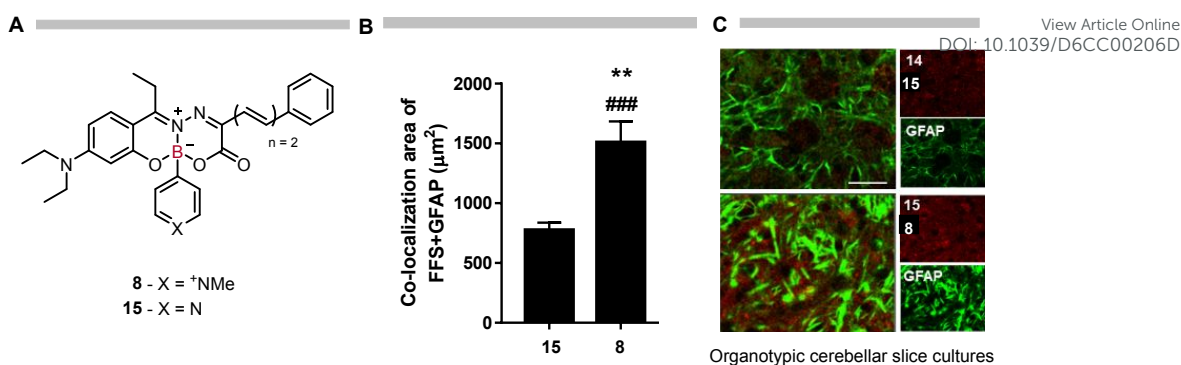 A
B
C
View Article Online
DOI: 10.1039/D6CC00206D
N
+
N
n = 2
N
O
B
−
O
O
X
8 - X = +NMe
15 - X = N
Co-localization area of
FFS+GFAP (µm2)
2000
1500
1000
500
0
**
###
15
8
14
15
GFAP
15
8
GFAP
Organotypic cerebellar slice cultures